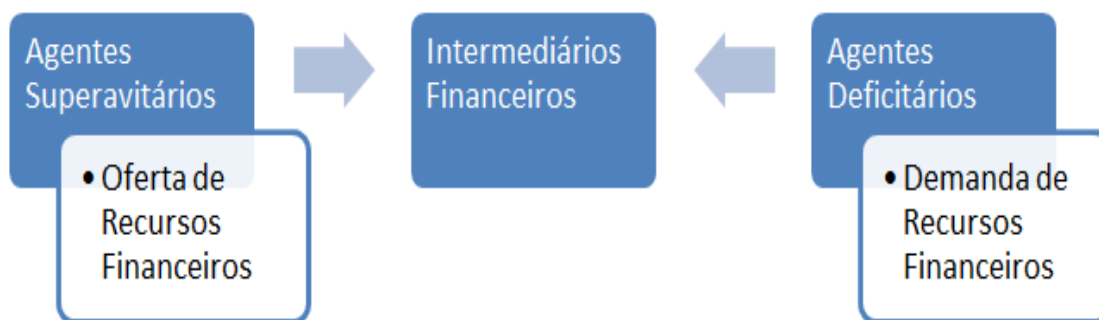 Agentes
Superavitários
• Oferta de
Recursos
Financeiros
Intermediários
Financeiros
Agentes
Deficitários
• Demanda de
Recursos
Financeiros